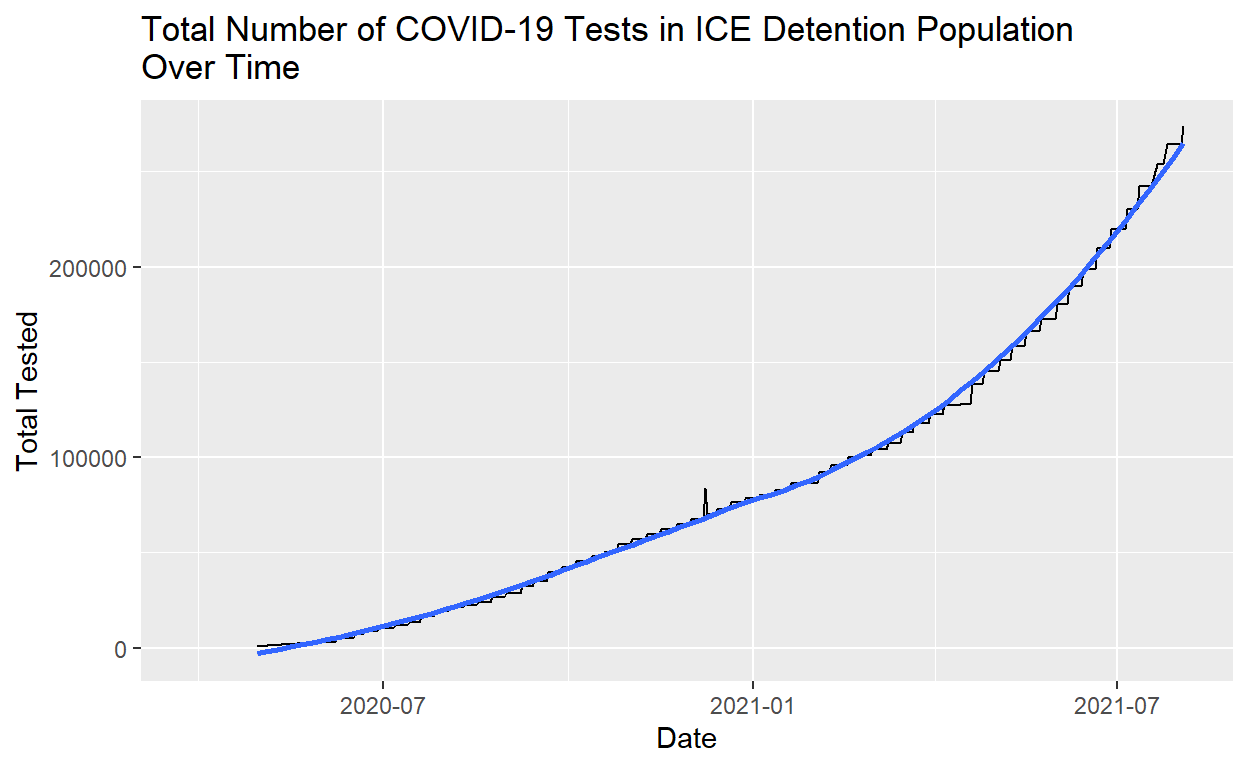 Total Number of COVID-19 Tests in ICE Detention Population
Over Time
Total Tested
200000
100000
0
2020-07
2021-01
2021-07
Date